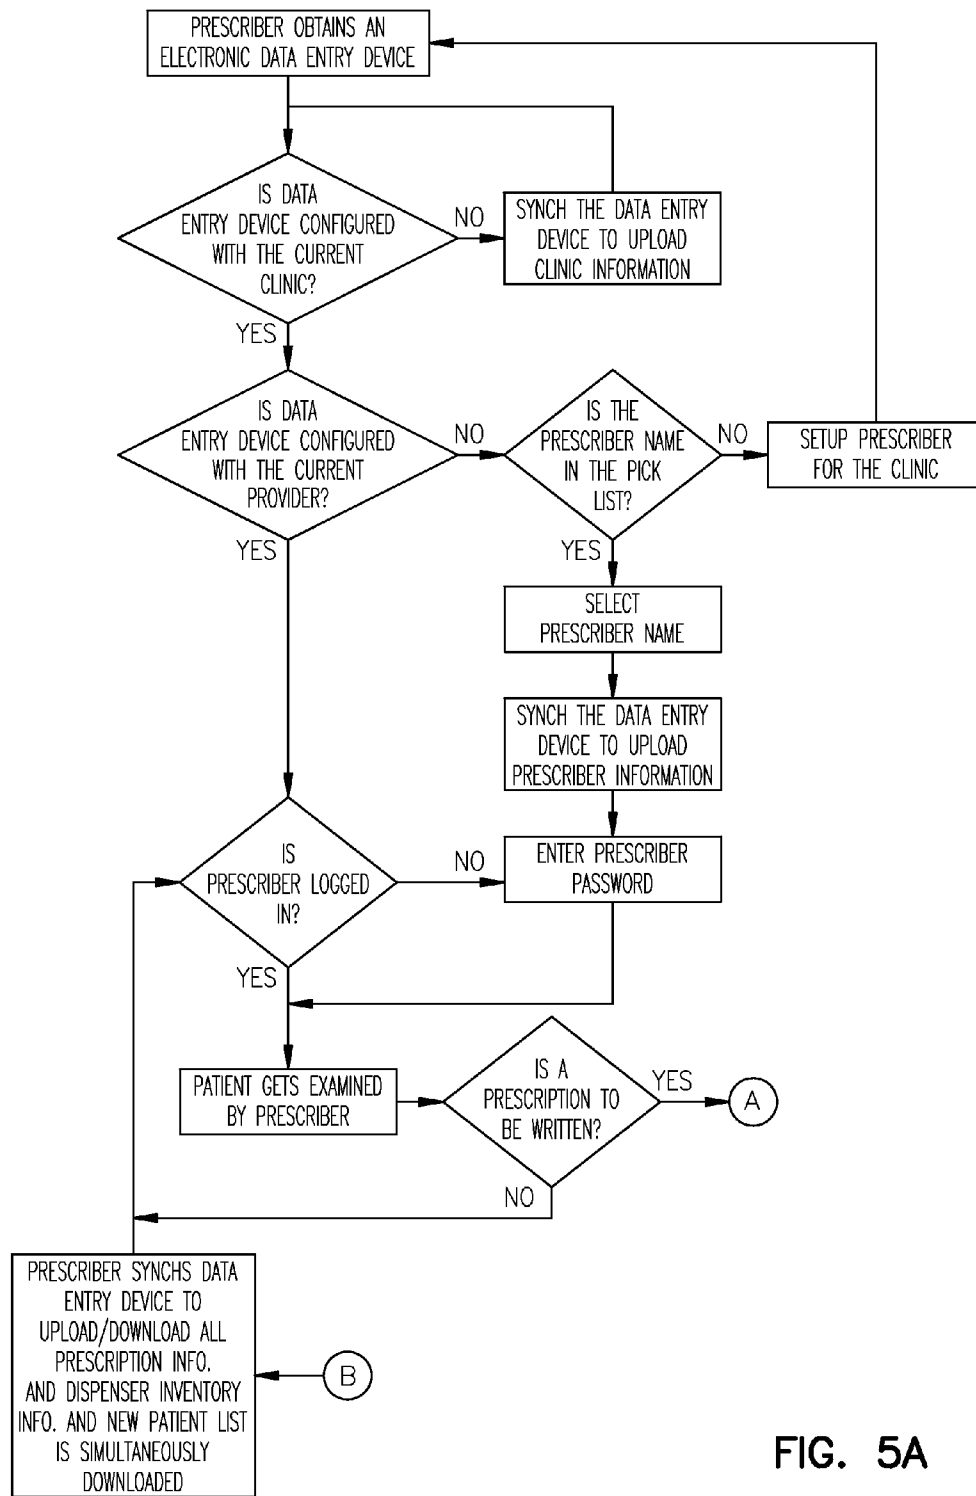 PRESCRIBER OBTAINS AN
ELECTRONIC DATA ENTRY DEVICE
IS DATA
ENTRY DEVICE CONFIGURED
WITH THE CURRENT
CLINIC?
NO
SYNCH THE DATA ENTRY
DEVICE TO UPLOAD
CLINIC INFORMATION
YES
IS DATA
ENTRY DEVICE CONFIGURED
WITH THE CURRENT
PROVIDER?
NO
IS THE
PRESCRIBER NAME
IN THE PICK
LIST?
NO
SETUP PRESCRIBER
FOR THE CLINIC
YES
YES
SELECT
PRESCRIBER NAME
SYNCH THE DATA ENTRY
DEVICE TO UPLOAD
PRESCRIBER INFORMATION
IS
PRESCRIBER LOGGED
IN?
NO
ENTER PRESCRIBER
PASSWORD
YES
PATIENT GETS EXAMINED
BY PRESCRIBER
IS A
PRESCRIPTION TO
BE WRITTEN?
YES
A
NO
PRESCRIBER SYNCHS DATA
ENTRY DEVICE TO
UPLOAD/DOWNLOAD ALL
PRESCRIPTION INFO.
AND DISPENSER INVENTORY
INFO. AND NEW PATIENT LIST
IS SIMULTANEOUSLY
DOWNLOADED
B
FIG. 5A